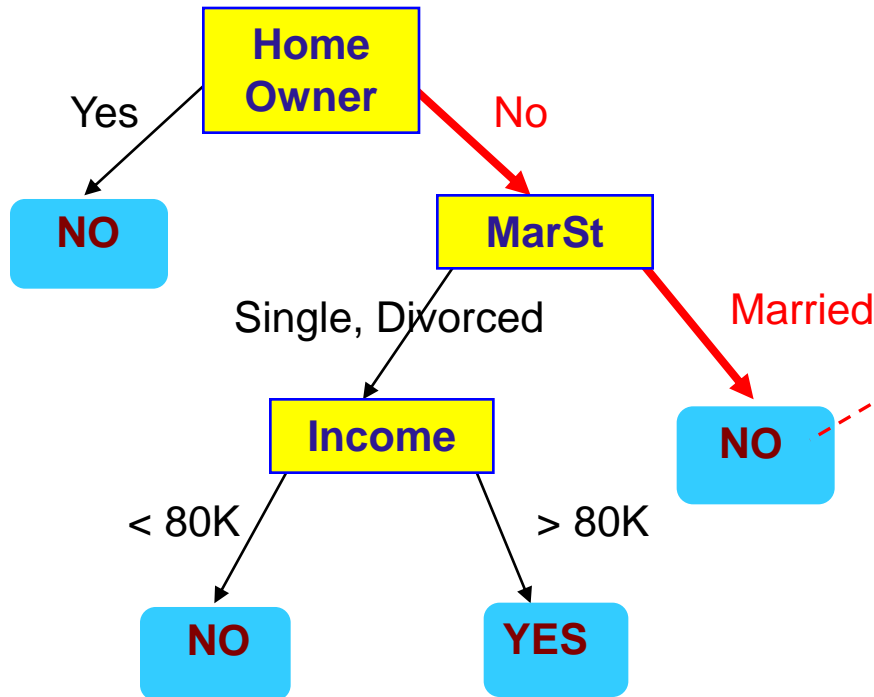 Home
Owner
Yes
No
NO
MarSt
Single, Divorced
Married
Income
NO
< 80K
> 80K
NO
YES